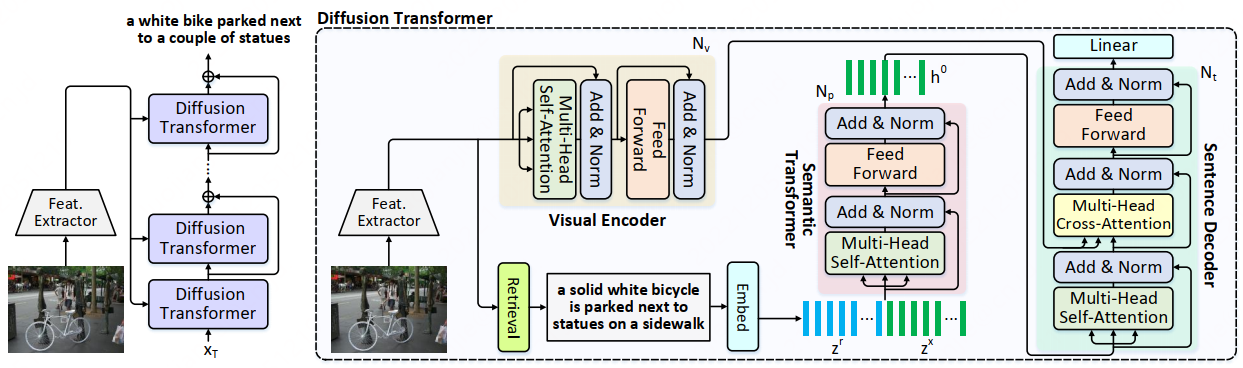 a white bike parked next
to a couple of statues
Diffusion
Transformer
Diffusion
Transformer
Diffusion
Transformer
Feat.
Extractor
x_T
Diffusion Transformer
Feat.
Extractor
N_v
Multi-Head
Self-Attention
Add & Norm
Feed
Forward
Add & Norm
Visual Encoder
Retrieval
a solid white bicycle
is parked next to
statues on a sidewalk
Embed
h^0
N_p
Add & Norm
Feed
Forward
Add & Norm
Multi-Head
Self-Attention
Semantic
Transformer
z^r
z^x
Linear
N_t
Add & Norm
Feed
Forward
Add & Norm
Multi-Head
Cross-Attention
Add & Norm
Multi-Head
Self-Attention
Sentence Decoder